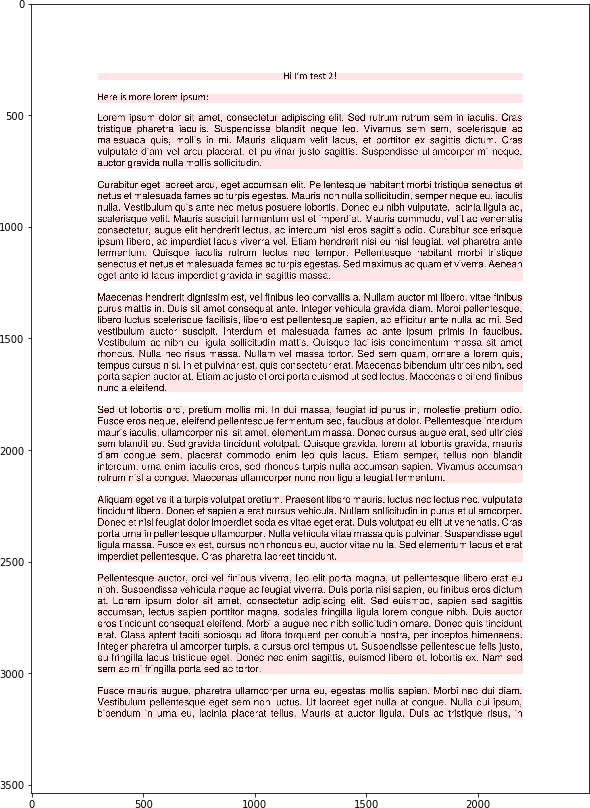 Hi I'm test 2!
Here is more lorem ipsum:
Lorem ipsum dolor sit amet, consectetur adipiscing elit. Sed rutrum rutrum sem in iaculis. Cras
tristique pharetra iaculis. Suspendisse blandit neque leo. Vivamus sem sem, scelerisque ac
malesuada quis, mollis in mi. Mauris aliquam velit lacus, et porttitor ex sagittis dictum. Cras
vulputate diam vel arcu placerat, et pulvinar justo sagittis. Suspendisse ullamcorper mi neque,
auctor gravida nulla mollis sollicitudin.
Curabitur eget laoreet arcu, eget accumsan elit. Pellentesque habitant morbi tristique senectus et
netus et malesuada fames ac turpis egestas. Mauris non nulla sollicitudin, semper neque eu, iaculis
nulla. Vestibulum quis ante nec metus posuere lobortis. Donec eu nibh vulputate, lacinia ligula ac,
scelerisque velit. Mauris suscipit fermentum est et imperdiet. Mauris commodo, velit ac venenatis
consectetur, augue elit hendrerit lectus, ac interdum nisl eros sagittis odio. Curabitur scelerisque
ipsum libero, ac imperdiet lacus viverra vel. Etiam hendrerit nisi eu nisl feugiat, vel pharetra ante
fermentum. Quisque iaculis rutrum lectus nec tempor. Pellentesque habitant morbi tristique
senectus et netus et malesuada fames ac turpis egestas. Sed maximus ac quam et viverra. Aenean
eget ante id lacus imperdiet gravida in sagittis massa.
Maecenas hendrerit dignissim est, vel finibus leo convallis a. Nullam auctor mi libero, vitae finibus
purus mattis in. Duis sit amet consequat ante. Integer vehicula gravida diam. Morbi pellentesque,
libero luctus scelerisque facilisis, libero est pellentesque sapien, ac efficitur ante nulla ac mi. Sed
vestibulum auctor suscipit. Interdum et malesuada fames ac ante ipsum primis in faucibus.
Vestibulum ac nibh eu ligula sollicitudin mattis. Quisque facilisis condimentum massa sit amet
rhoncus. Nulla nec risus massa. Nullam vel massa tortor. Sed sem quam, ornare a lorem quis,
tempus cursus nisi. In et pulvinar est, quis consectetur erat. Maecenas bibendum ultrices nibh, sed
porta sapien auctor at. Etiam ac justo et orci porta euismod ut sed lectus. Maecenas eleifend finibus
nunc a eleifend.
Sed ut lobortis orci, pretium mollis mi. In dui massa, feugiat id purus in, molestie pretium odio.
Fusce eros neque, eleifend pellentesque fermentum sed, faucibus at dolor. Pellentesque interdum
mauris iaculis, ullamcorper nisi sit amet, elementum massa. Donec cursus augue erat, sed ultricies
sem blandit eu. Sed gravida tincidunt volutpat. Quisque gravida, lorem at lobortis gravida, mauris
diam congue sem, placerat commodo enim leo quis lacus. Etiam semper, tellus non blandit
interdum, urna enim iaculis eros, sed rhoncus turpis nulla accumsan sapien. Vivamus accumsan
rutrum nisl a congue. Maecenas ullamcorper nunc non ligula feugiat fermentum.
Aliquam eget velit a turpis volutpat pretium. Praesent libero mauris, luctus nec lectus nec, vulputate
tincidunt libero. Donec et sapien a erat cursus vehicula. Nullam sollicitudin in purus et ullamcorper.
Donec et nisl feugiat dolor imperdiet sodales vitae eget erat. Duis volutpat eu elit ut venenatis. Cras
porta urna in pellentesque ullamcorper. Nulla vehicula vitae massa quis pulvinar. Suspendisse eget
ligula massa. Fusce ex est, cursus non rhoncus eu, auctor vitae nulla. Sed elementum lacus et erat
imperdiet pellentesque. Cras pharetra laoreet tincidunt.
Pellentesque auctor, orci vel finibus viverra, leo elit porta magna, ut pellentesque libero erat eu
nibh. Suspendisse vehicula neque ac feugiat viverra. Duis porta nisi sapien, eu finibus eros dictum
at. Lorem ipsum dolor sit amet, consectetur adipiscing elit. Sed euismod, sapien sed sagittis
accumsan, lectus sapien porttitor magna, sodales fringilla ligula lorem congue nibh. Duis auctor
eros tincidunt consequat eleifend. Morbi a augue nec nibh sollicitudin ornare. Donec quis tincidunt
erat. Class aptent taciti sociosqu ad litora torquent per conubia nostra, per inceptos himenaeos.
Integer pharetra ullamcorper turpis, a cursus orci tempus ut. Suspendisse pellentesque felis justo,
eu fringilla lacus tristique eget. Donec nec enim sagittis, euismod libero et, lobortis ex. Nam sed
sem ac mi fringilla porta sed ac tortor.
Fusce mauris augue, pharetra ullamcorper urna eu, egestas mollis sapien. Morbi nec dui diam.
Vestibulum pellentesque eget sem non luctus. Ut laoreet eget nulla at congue. Nulla dui ipsum,
bibendum in urna eu, lacinia placerat tellus. Mauris at auctor ligula. Duis ac tristique risus, in
0
500
1000
1500
2000
2500
3000
3500
0
500
1000
1500
2000